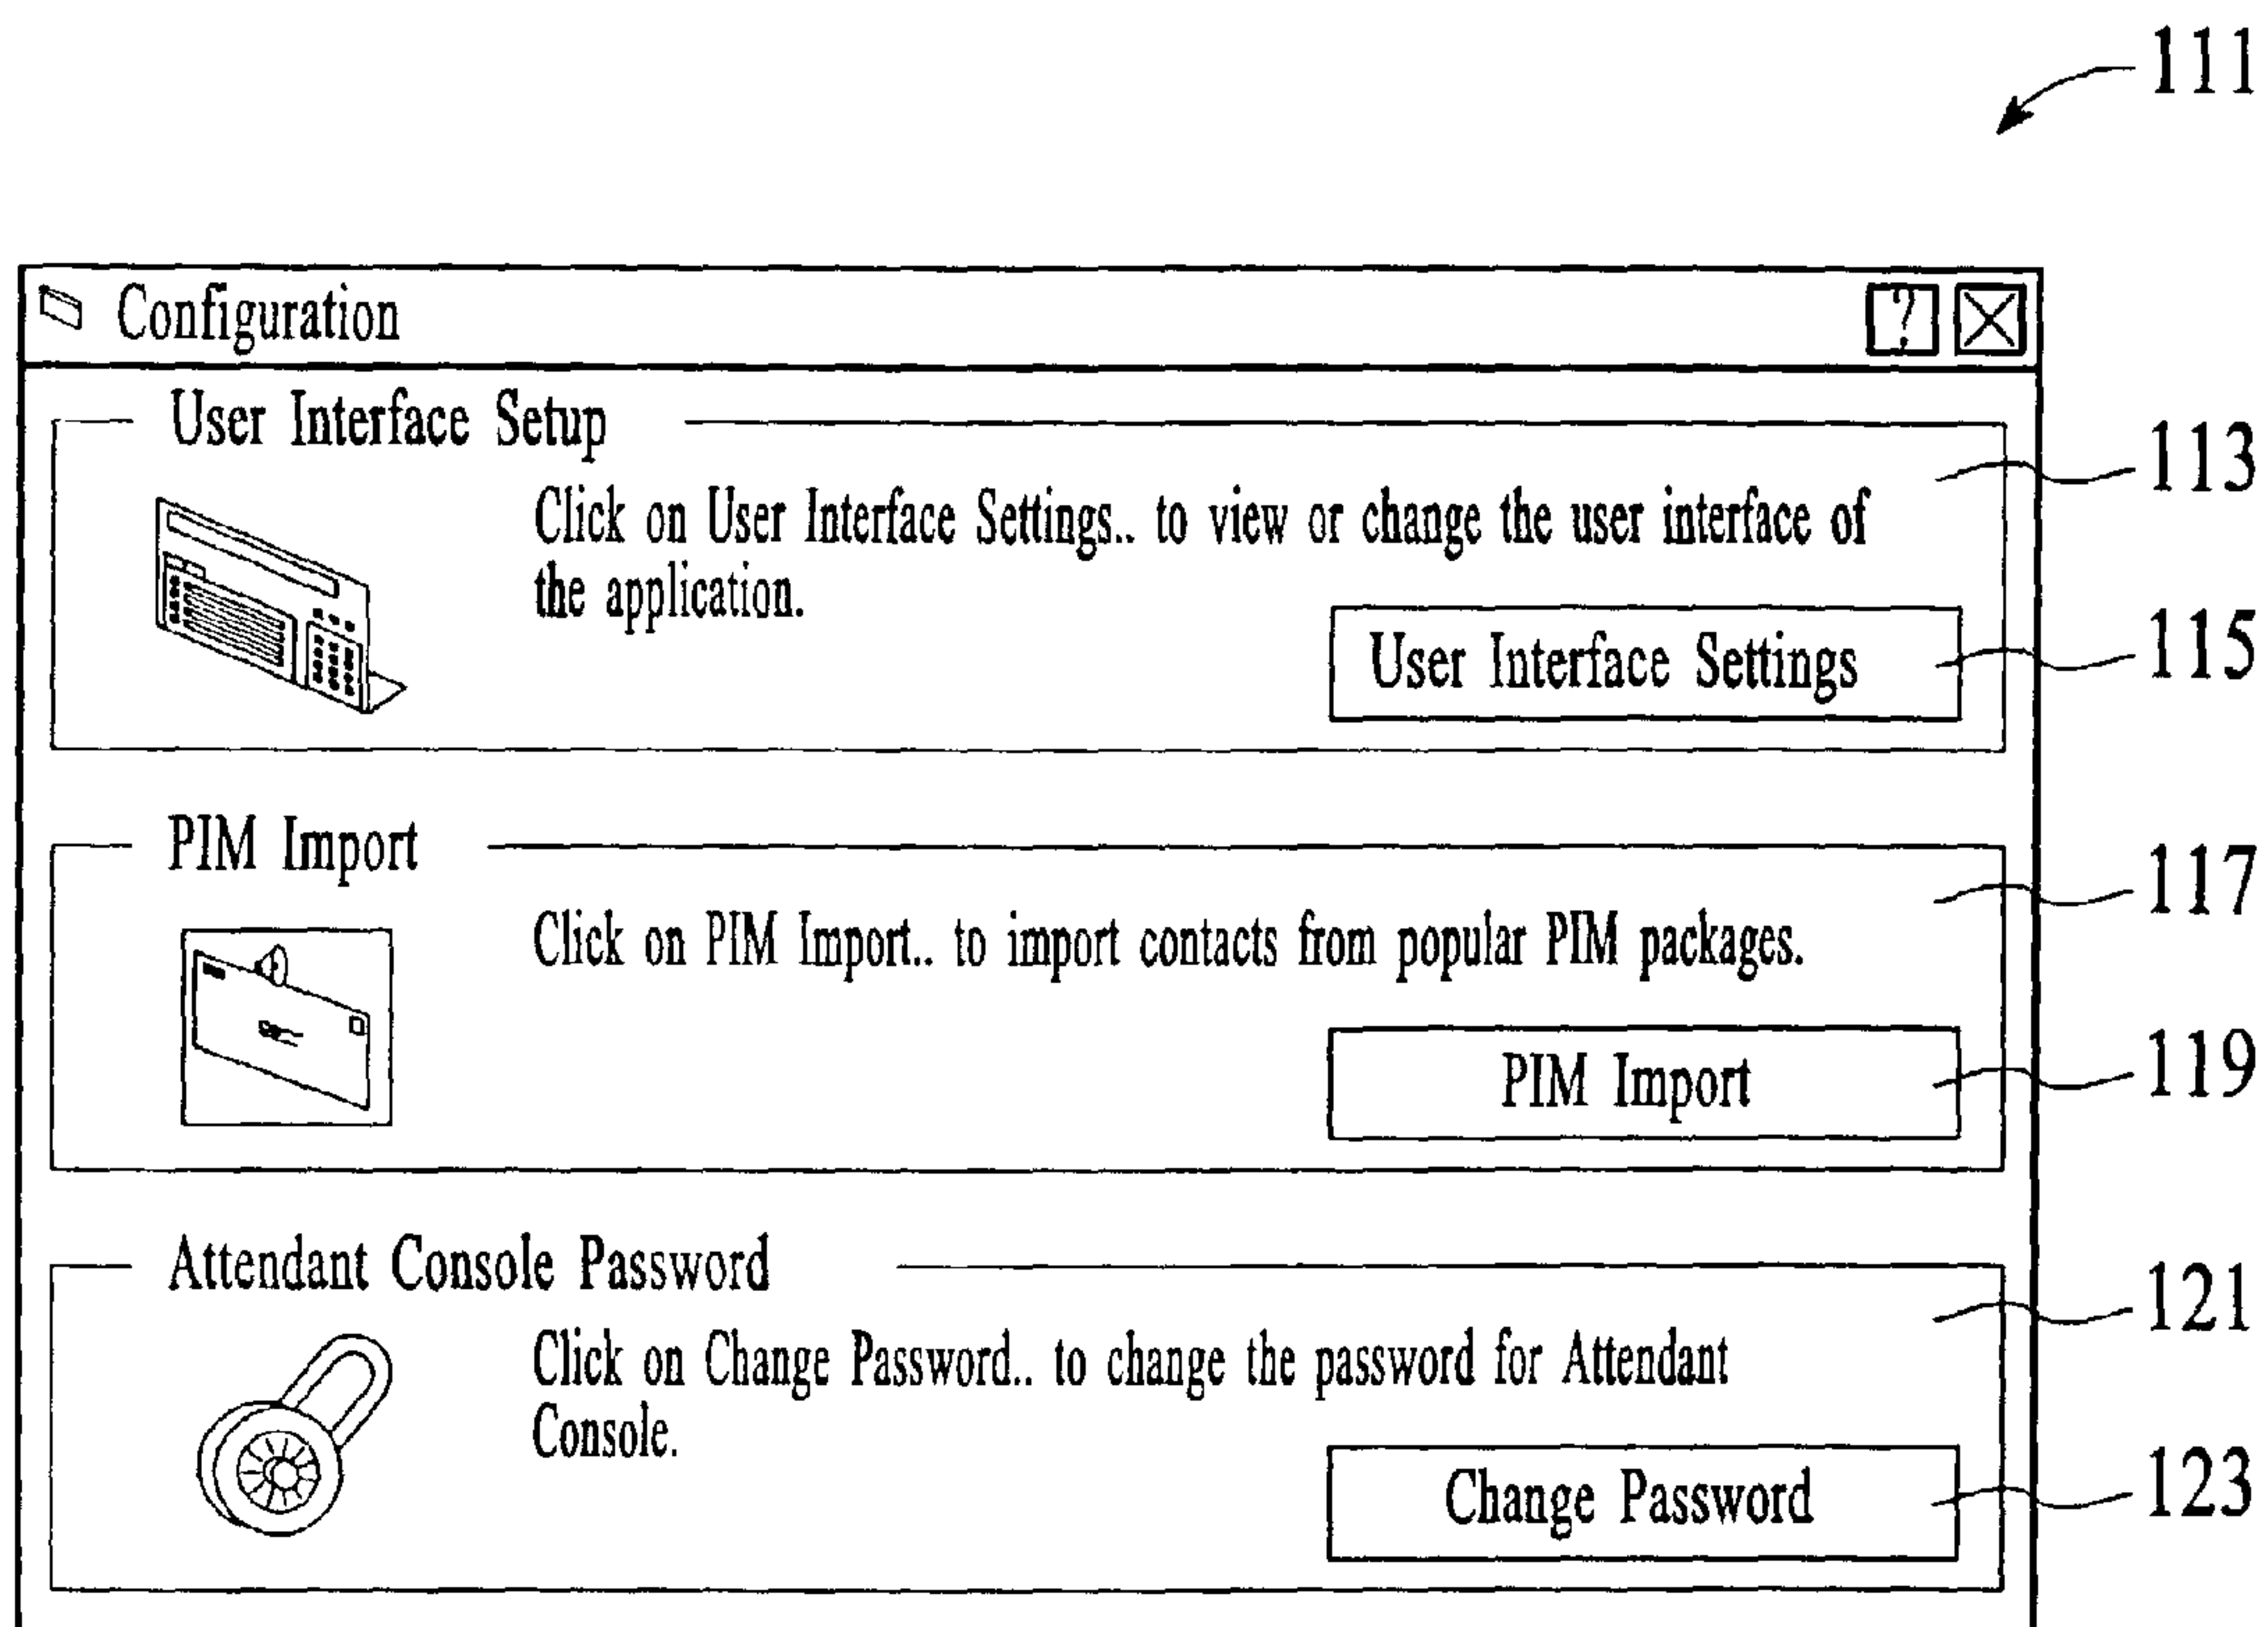 111
Configuration ?
User Interface Setup
113
Click on User Interface Settings.. to view or change the user interface of
the application.
User Interface Settings
115
PIM Import
117
Click on PIM Import.. to import contacts from popular PIM packages.
PIM Import
119
Attendant Console Password
121
Click on Change Password.. to change the password for Attendant
Console.
Change Password
123